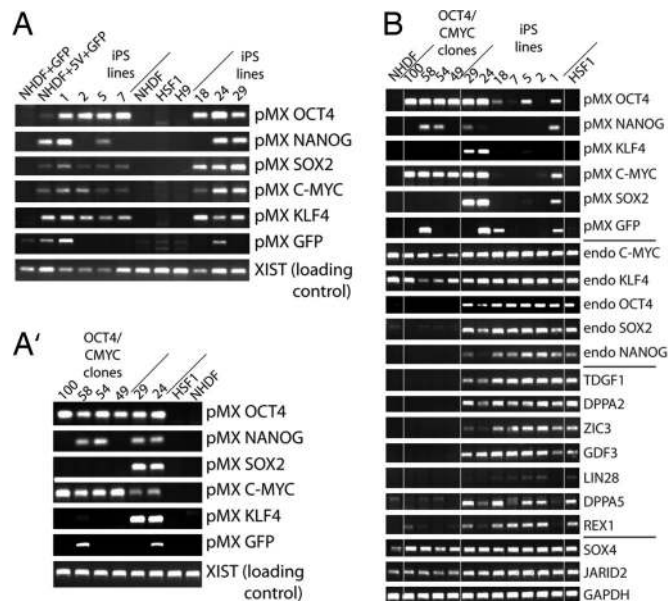 A
NHDF+GFP
NHDF+5V+GFP
iPS
lines
1 2 5 7
NHDF
HSF1
H9
iPS
lines
18 24 29
pMX OCT4
pMX NANOG
pMX SOX2
pMX C-MYC
pMX KLF4
pMX GFP
XIST (loading
control)
A'
OCT4/
CMYC
clones
100 58 54 49 29 24 HSF1 NHDF
pMX OCT4
pMX NANOG
pMX SOX2
pMX C-MYC
pMX KLF4
pMX GFP
XIST (loading
control)
B
OCT4/
CMYC
clones
iPS
lines
NHDF 100 58 54 49 29 24 18 7 5 2 1 HSF1
pMX OCT4
pMX NANOG
pMX KLF4
pMX C-MYC
pMX SOX2
pMX GFP
endo C-MYC
endo KLF4
endo OCT4
endo SOX2
endo NANOG
TDGF1
DPPA2
ZIC3
GDF3
LIN28
DPPA5
REX1
SOX4
JARID2
GAPDH